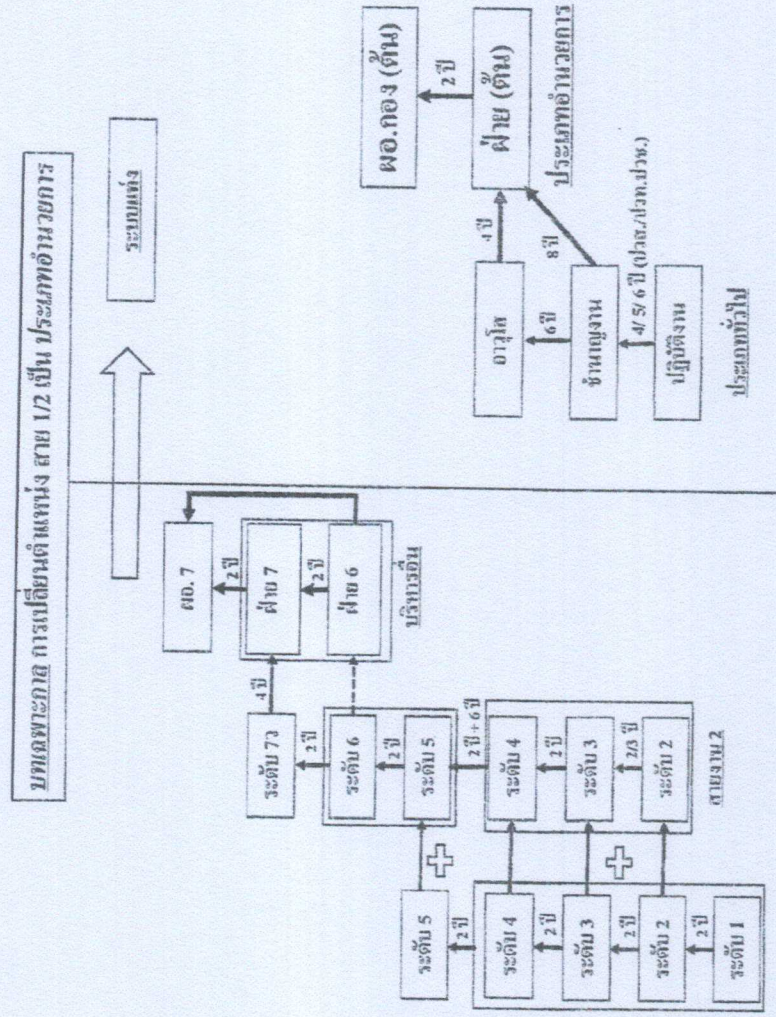 บทเฉพาะกาล การเปลี่ยนตำแหน่ง สาย 1/2 เป็น ประเภทอำนวยการ
ระบบแท่ง
ผอ. 7
2 ปี
ฝ่าย 7
2 ปี
ฝ่าย 6
บริหารอื่น
4 ปี
ระดับ 7ว
2 ปี
ระดับ 6
2 ปี
ระดับ 5
2 ปี + 6 ปี
ระดับ 4
2 ปี
ระดับ 3
2/3 ปี
ระดับ 2
สายงาน 2
ระดับ 5
2 ปี
ระดับ 4
2 ปี
ระดับ 3
2 ปี
ระดับ 2
2 ปี
ระดับ 1
ผอ.กอง (ต้น)
2 ปี
ฝ่าย (ต้น)
ประเภทอำนวยการ
4 ปี
8 ปี
อาวุโส
6 ปี
ชำนาญงาน
4/ 5/ 6 ปี (ปวส./ปวท.ปวช.)
ปฏิบัติงาน
ประเภททั่วไป